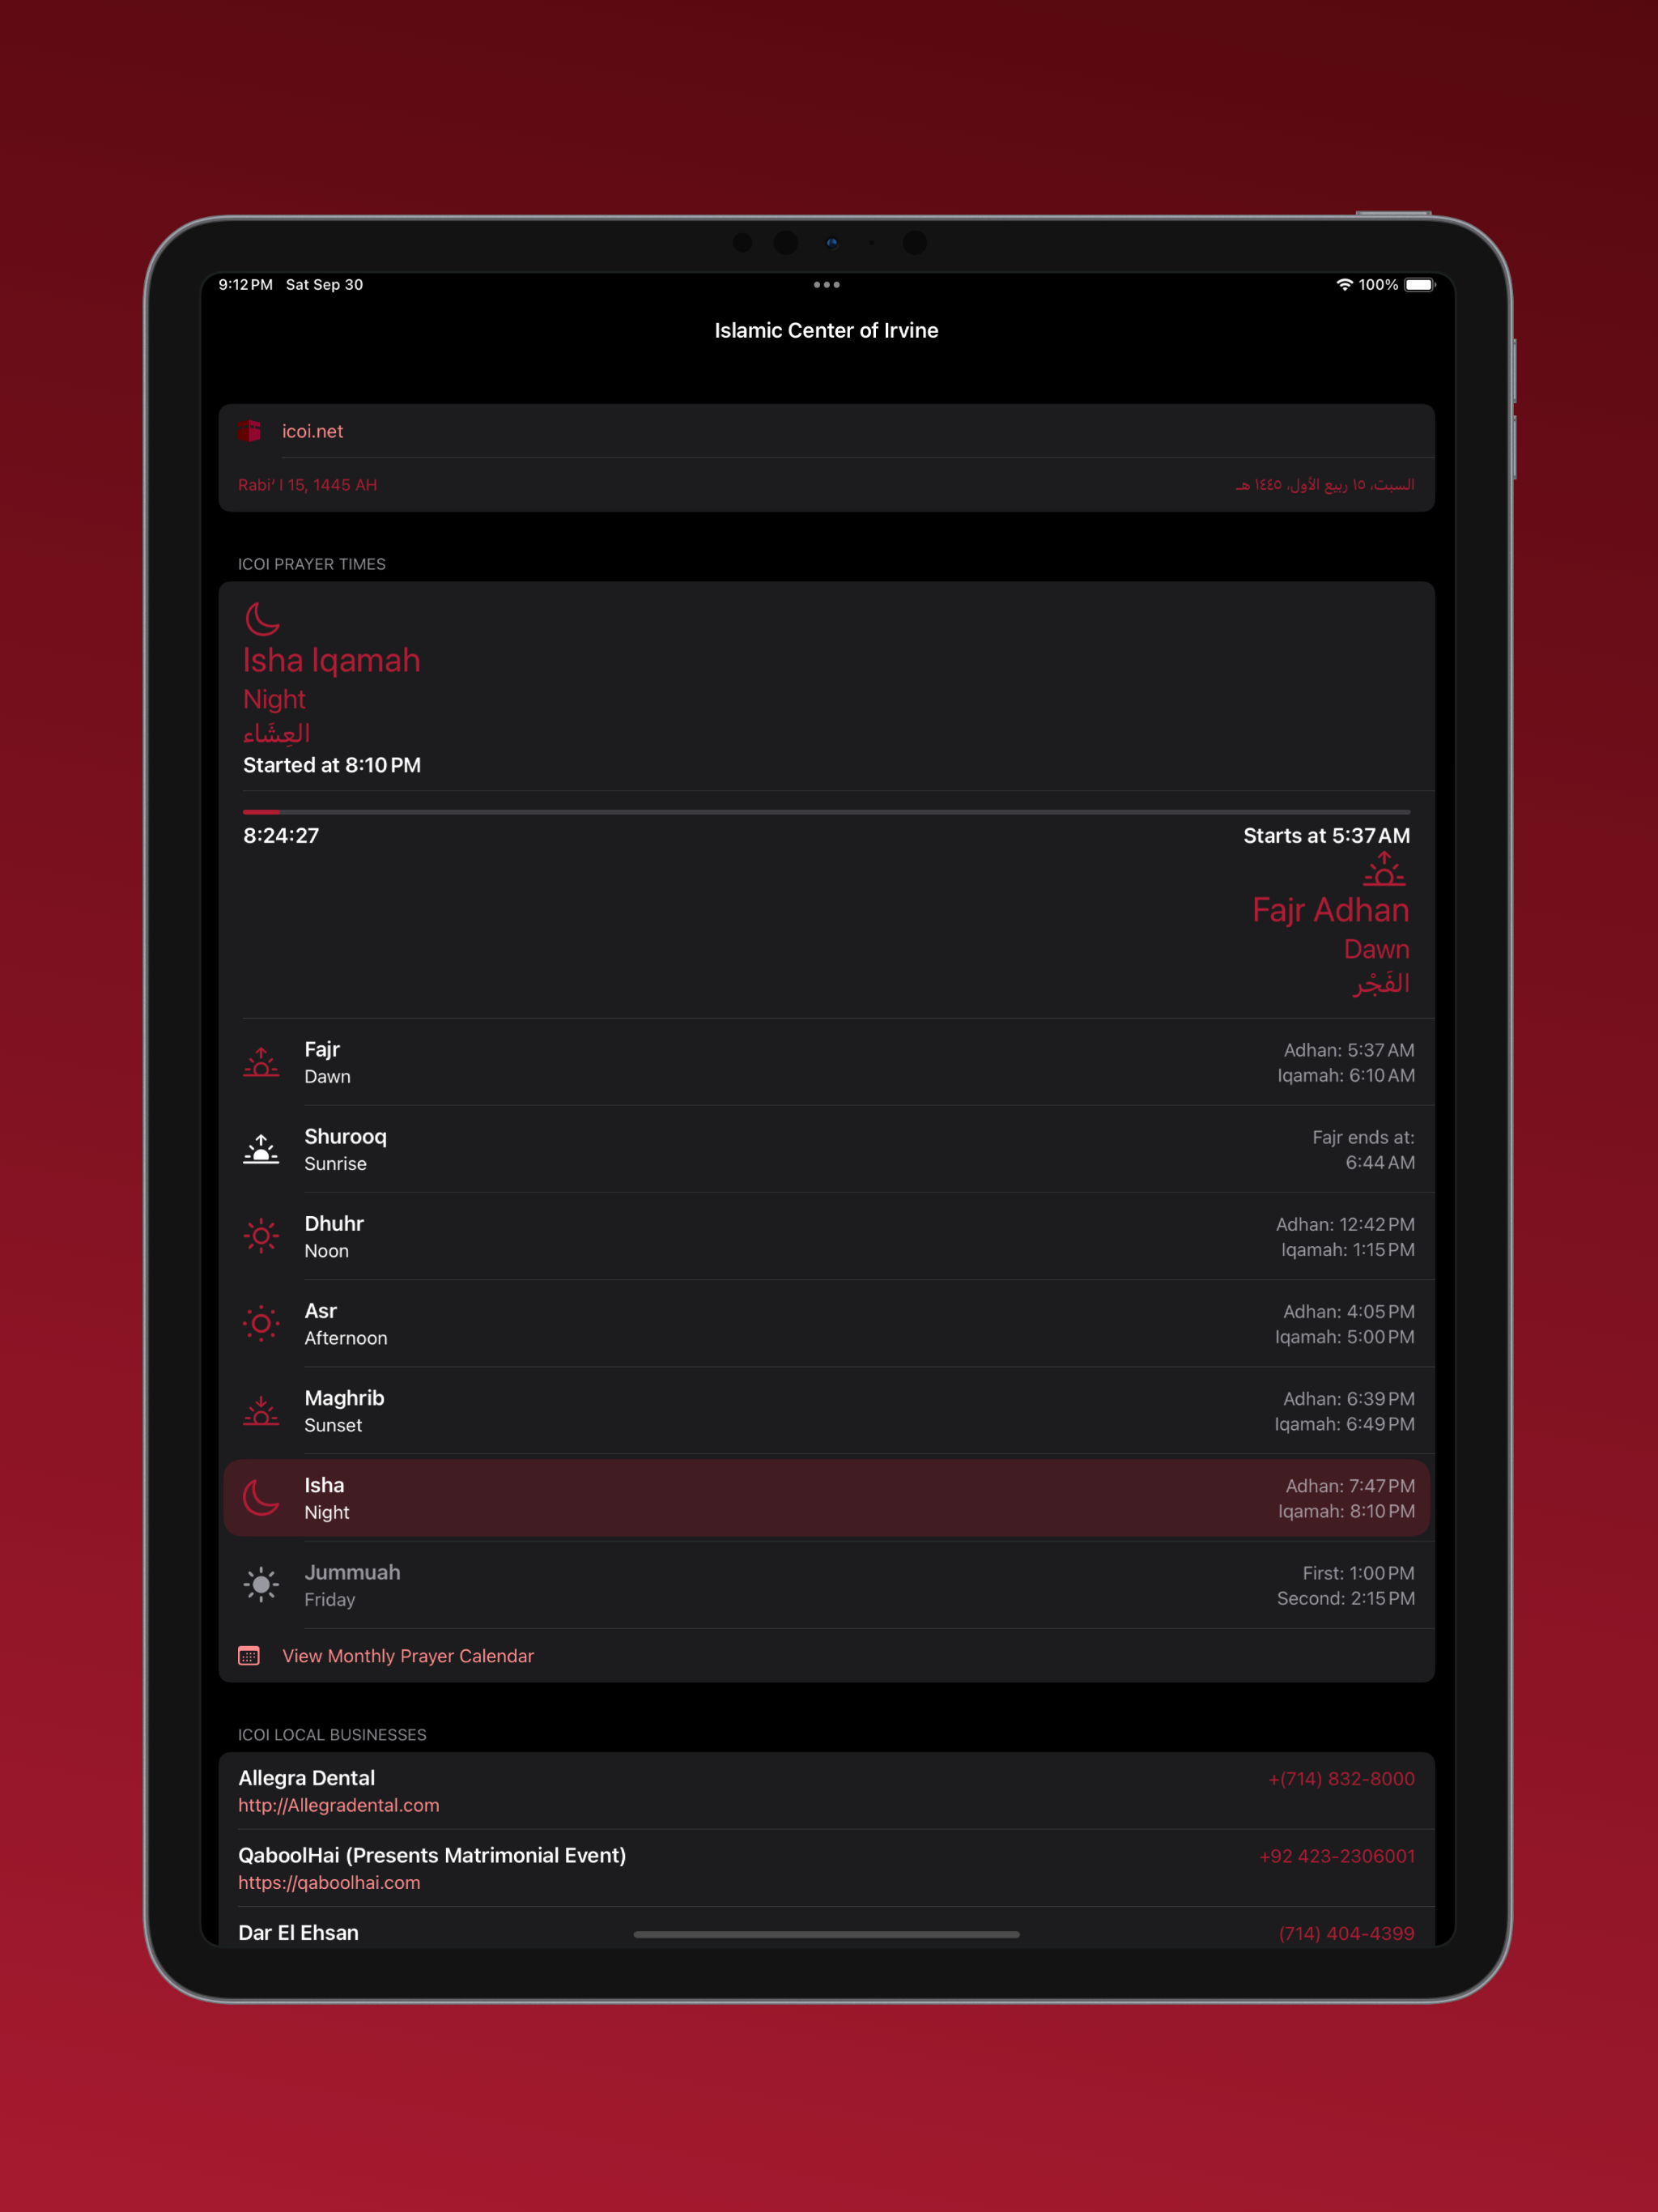 9:12 PM Sat Sep 30
100%
Islamic Center of Irvine
icoi.net
Rabiʻ I 15, 1445 AH
السبت، ١٥ ربيع الأول، ١٤٤٥ هـ
ICOI PRAYER TIMES
Isha Iqamah
Night
العِشَاء
Started at 8:10 PM
8:24:27
Starts at 5:37 AM
Fajr Adhan
Dawn
الفَجْر
Fajr
Dawn
Adhan: 5:37 AM
Iqamah: 6:10 AM
Shurooq
Sunrise
Fajr ends at:
6:44 AM
Dhuhr
Noon
Adhan: 12:42 PM
Iqamah: 1:15 PM
Asr
Afternoon
Adhan: 4:05 PM
Iqamah: 5:00 PM
Maghrib
Sunset
Adhan: 6:39 PM
Iqamah: 6:49 PM
Isha
Night
Adhan: 7:47 PM
Iqamah: 8:10 PM
Jummuah
Friday
First: 1:00 PM
Second: 2:15 PM
View Monthly Prayer Calendar
ICOI LOCAL BUSINESSES
Allegra Dental
+(714) 832-8000
http://Allegradental.com
QaboolHai (Presents Matrimonial Event)
+92 423-2306001
https://qaboolhai.com
Dar El Ehsan
(714) 404-4399